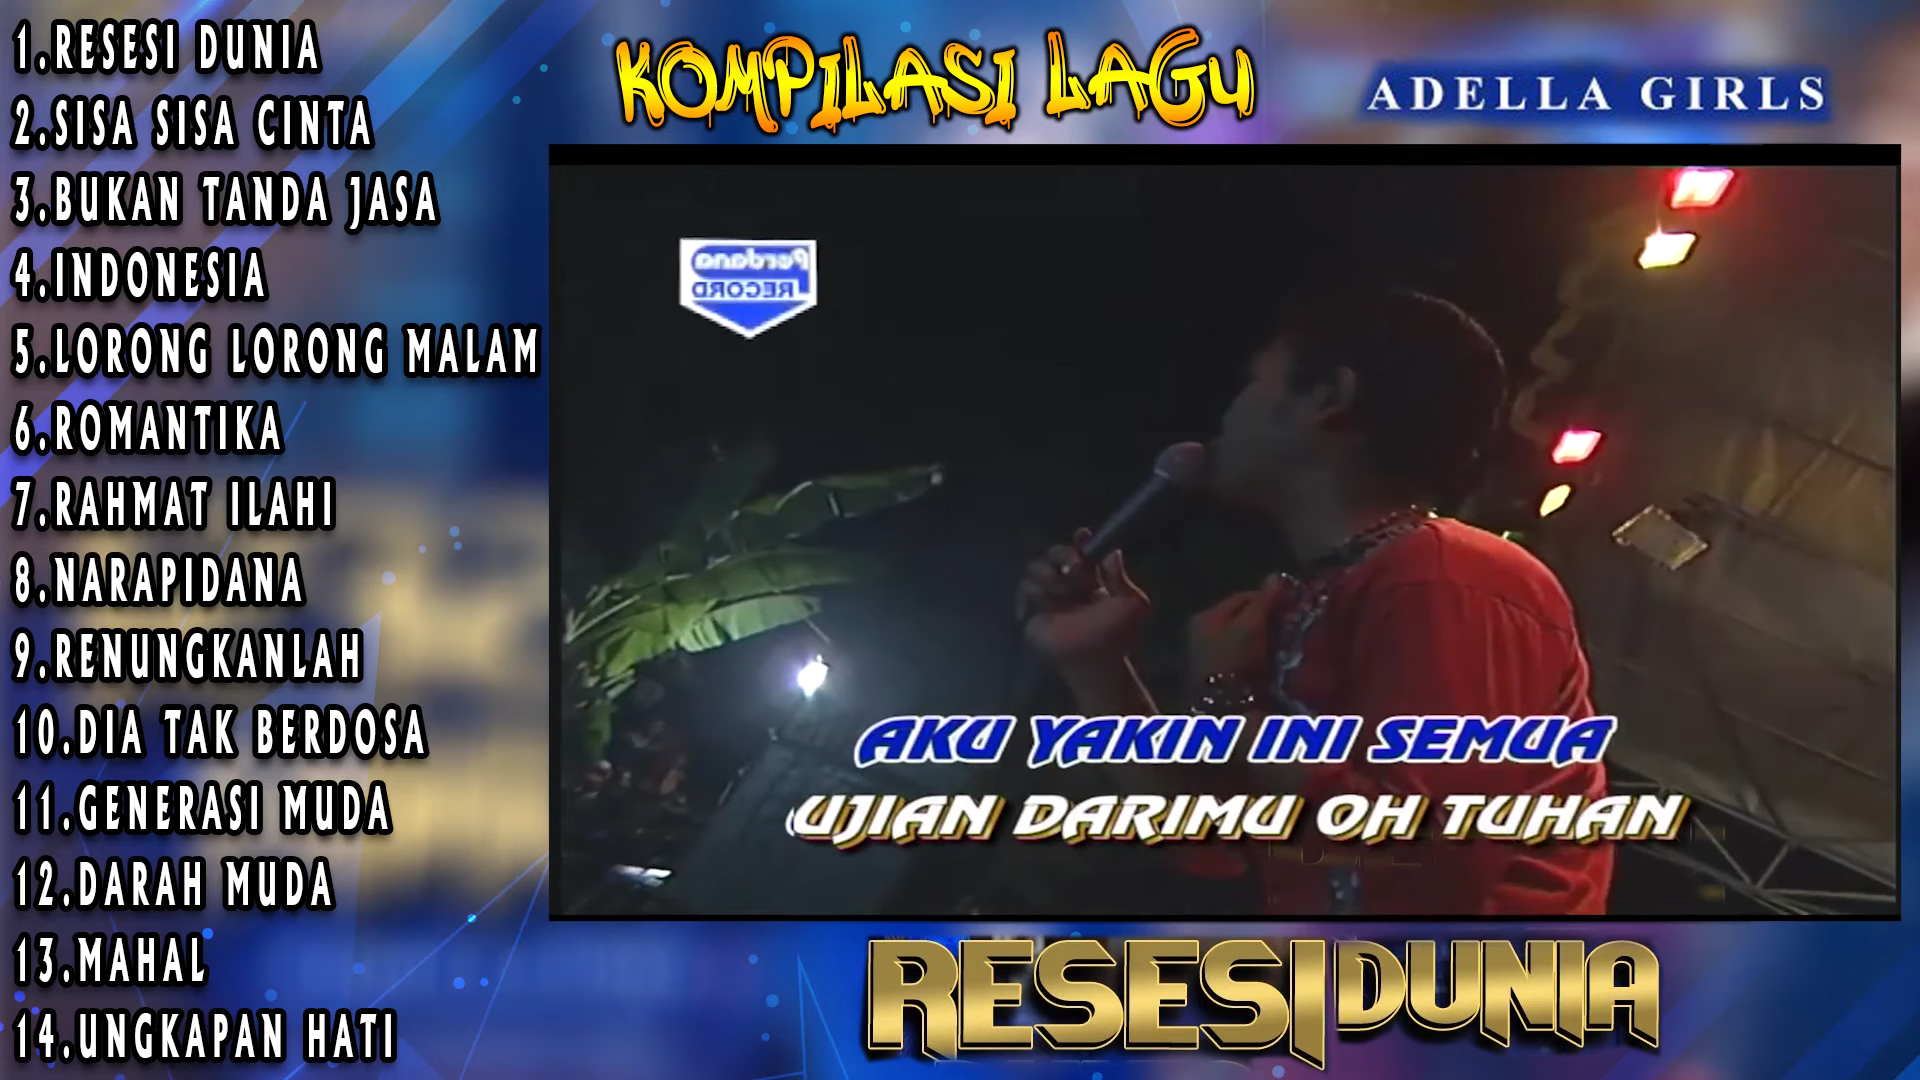 1.RESESI DUNIA
2.SISA SISA CINTA
3.BUKAN TANDA JASA
4.INDONESIA
5.LORONG LORONG MALAM
6.ROMANTIKA
7.RAHMAT ILAHI
8.NARAPIDANA
9.RENUNGKANLAH
10.DIA TAK BERDOSA
11.GENERASI MUDA
12.DARAH MUDA
13.MAHAL
14.UNGKAPAN HATI
KOMPILASI LAGU
ADELLA GIRLS
Perdana
RECORD
AKU YAKIN INI SEMUA
UJIAN DARIMU OH TUHAN
RESESI DUNIA